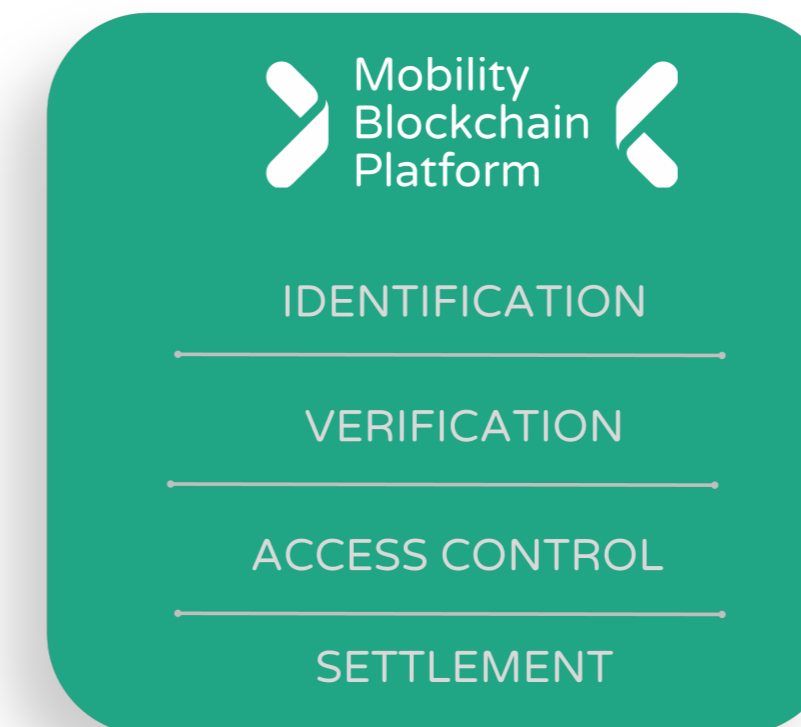 Mobility
Blockchain
Platform
IDENTIFICATION
VERIFICATION
ACCESS CONTROL
SETTLEMENT